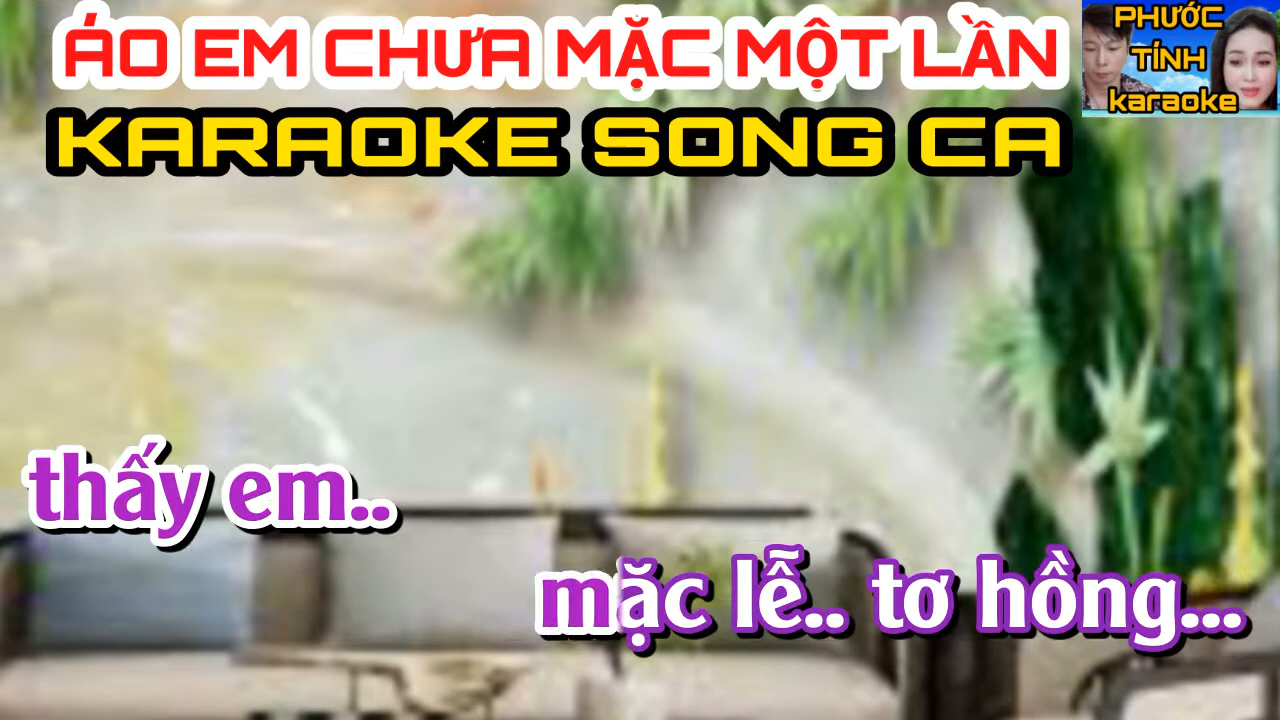 ÁO EM CHƯA MẶC MỘT LẦN
KARAOKE SONG CA
PHƯỚC
TÍNH
karaoke
thấy em..
mặc lễ.. tơ hồng...